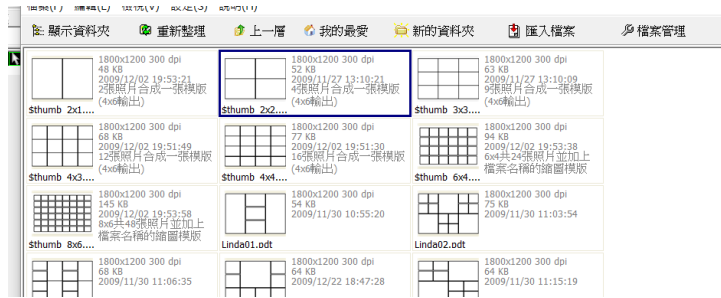 檔案(F) 編輯(E) 檢視(V) 設定(S) 說明(H)
顯示資料夾 重新整理 上一層 我的最愛 新的資料夾 匯入檔案 檔案管理
1800x1200 300 dpi
48 KB
2009/12/02 19:53:21
2張照片合成一張模版
(4x6輸出)
$thumb 2x1....
1800x1200 300 dpi
52 KB
2009/11/27 13:10:21
4張照片合成一張模版
(4x6輸出)
$thumb 2x2....
1800x1200 300 dpi
63 KB
2009/11/27 13:10:09
9張照片合成一張模版
(4x6輸出)
$thumb 3x3....
1800x1200 300 dpi
68 KB
2009/12/02 19:51:49
12張照片合成一張模版
(4x6輸出)
$thumb 4x3....
1800x1200 300 dpi
77 KB
2009/12/02 19:51:30
16張照片合成一張模版
(4x6輸出)
$thumb 4x4....
1800x1200 300 dpi
94 KB
2009/12/02 19:53:38
6x4共24張照片並加上
檔案名稱的縮圖模版
$thumb 6x4....
1800x1200 300 dpi
145 KB
2009/12/02 19:53:58
8x6共48張照片並加上
檔案名稱的縮圖模版
$thumb 8x6....
1800x1200 300 dpi
54 KB
2009/11/30 10:55:20
Linda01.pdt
1800x1200 300 dpi
75 KB
2009/11/30 11:03:54
Linda02.pdt
1800x1200 300 dpi
68 KB
2009/11/30 11:06:35
1800x1200 300 dpi
64 KB
2009/12/22 18:47:28
1800x1200 300 dpi
64 KB
2009/11/30 11:15:19